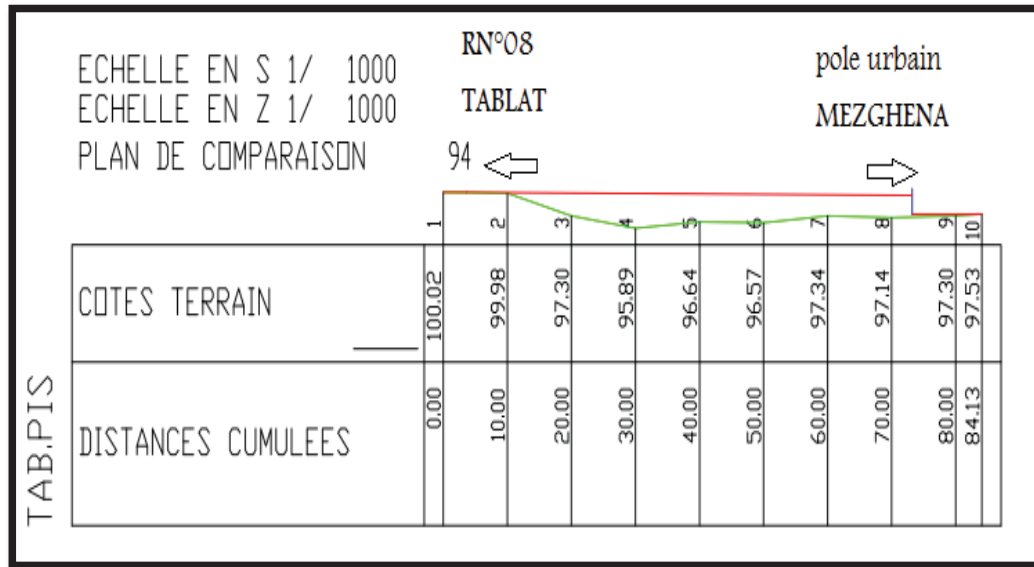 ECHELLE EN S 1/ 1000
ECHELLE EN Z 1/ 1000
PLAN DE COMPARAISON 94
RN°08
TABLAT
pole urbain
MEZGHENA
1 2 3 4 5 6 7 8 9 10
COTES TERRAIN 100.02 99.98 97.30 95.89 96.64 96.57 97.34 97.14 97.30 97.53
DISTANCES CUMULEES 0.00 10.00 20.00 30.00 40.00 50.00 60.00 70.00 80.00 84.13
TAB.PIS